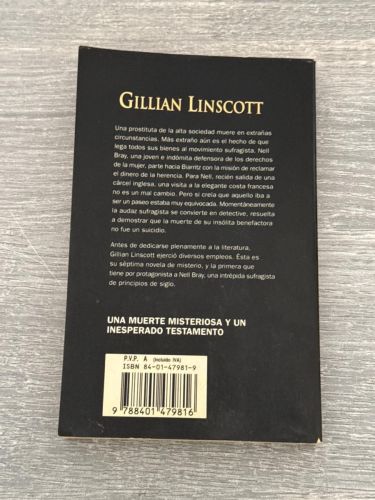 GILLIAN LINSCOTT
Una prostituta de la alta sociedad muere en extrañas
circunstancias. Más extraño aún es el hecho de que
lega todos sus bienes al movimiento sufragista. Nell
Bray, una joven e indómita defensora de los derechos
de la mujer, parte hacia Biarritz con la misión de reclamar
el dinero de la herencia. Para Nell, recién salida de una
cárcel inglesa, una visita a la elegante costa francesa
no es un mal cambio. Pero si creía que aquello iba a
ser un paseo estaba muy equivocada. Momentáneamente
la audaz sufragista se convierte en detective, resuelta
a demostrar que la muerte de su insólita benefactora
no fue un suicidio.
Antes de dedicarse plenamente a la literatura,
Gillian Linscott ejerció diversos empleos. Ésta es
su séptima novela de misterio, y la primera que
tiene por protagonista a Nell Bray, una intrépida sufragista
de principios de siglo.
UNA MUERTE MISTERIOSA Y UN
INESPERADO TESTAMENTO
P.V.P. A (incluido IVA)
ISBN 84-01-47981-9
9 788401 479816